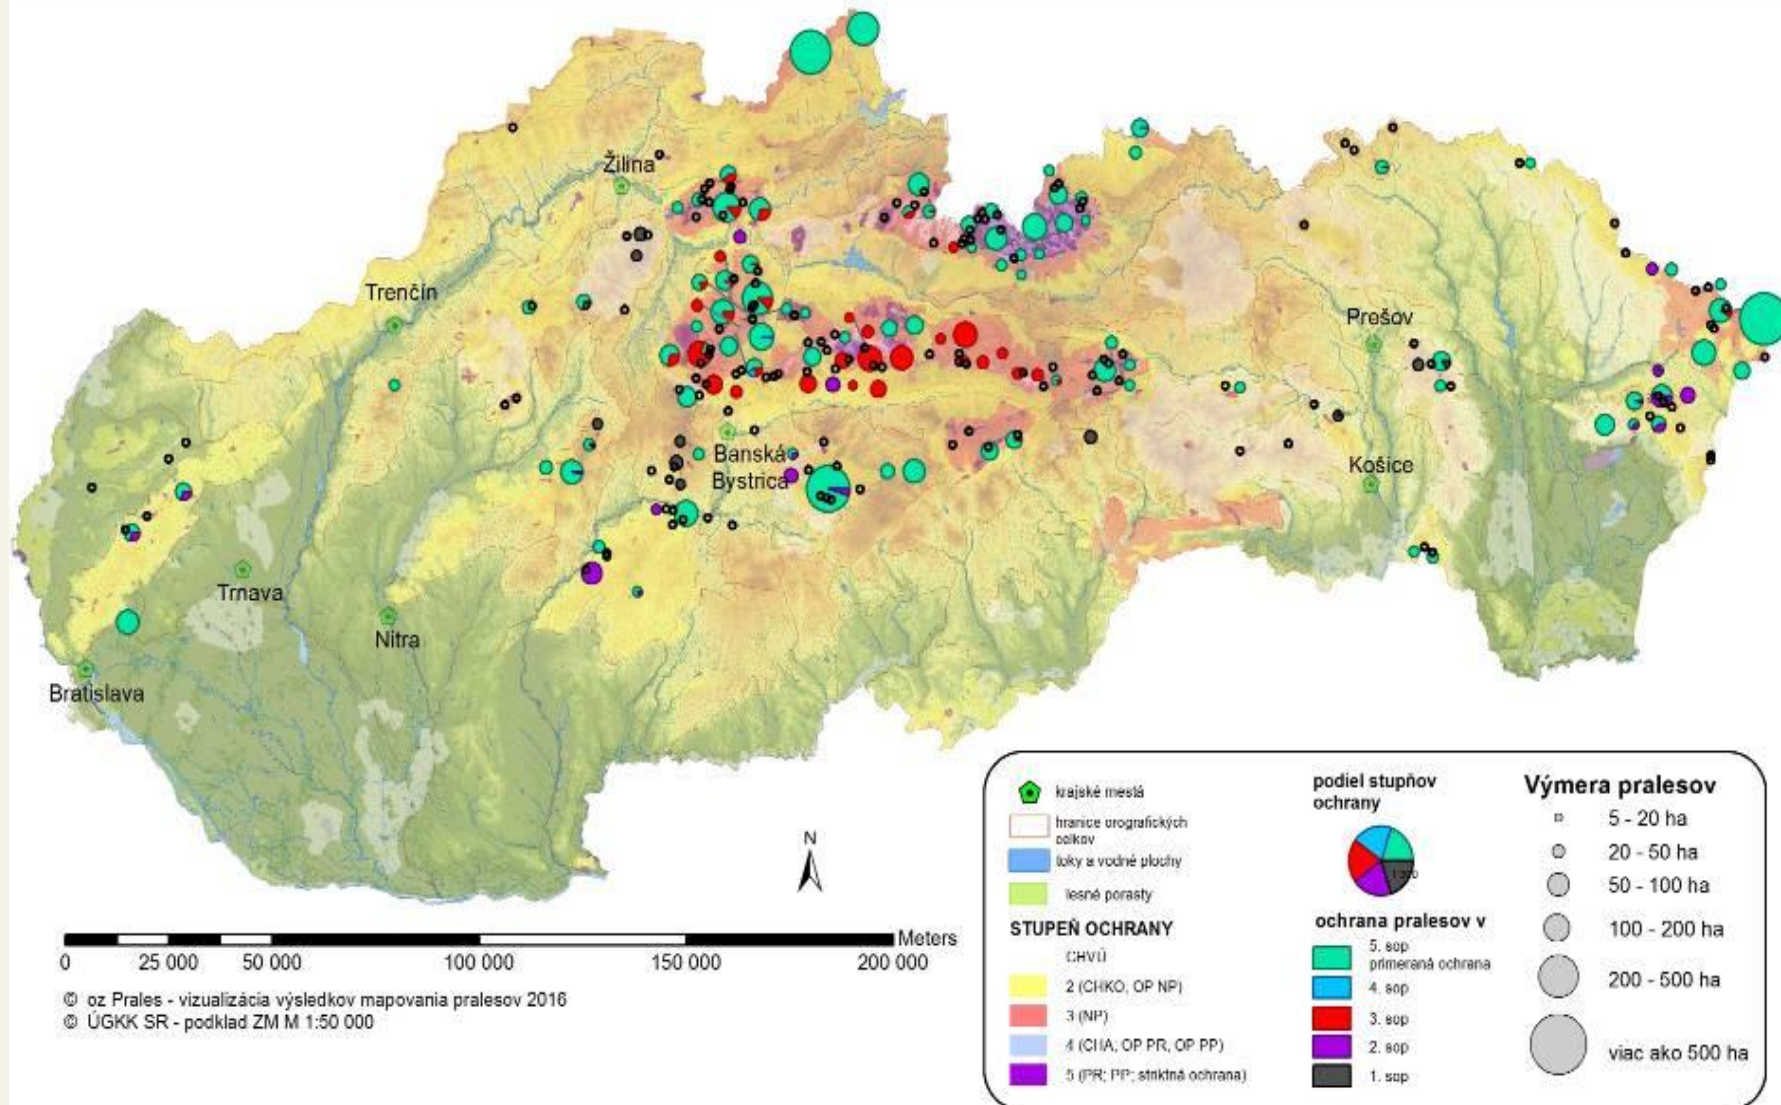 Žilina
Trenčín
Prešov
Banská
Bystrica
Košice
Trnava
Nitra
Bratislava
N
Meters
0 25 000 50 000 100 000 150 000 200 000
© oz Prales - vizualizácia výsledkov mapovania pralesov 2016
© ÚGKK SR - podklad ZM M 1:50 000
krajské mestá
hranice orografických
celkov
toky a vodné plochy
lesné porasty
STUPEŇ OCHRANY
CHVÚ
2 (CHKO, OP NP)
3 (NP)
4 (CHA, OP PR, OP PP)
5 (PR; PP; striktná ochrana)
podiel stupňov
ochrany
ochrana pralesov v
5. sop
primeraná ochrana
4. sop
3. sop
2. sop
1. sop
Výmera pralesov
5 - 20 ha
20 - 50 ha
50 - 100 ha
100 - 200 ha
200 - 500 ha
viac ako 500 ha